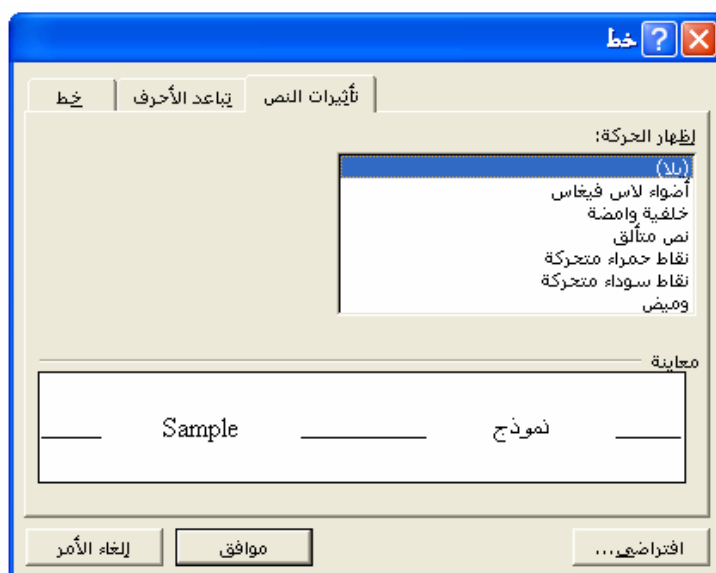 خط
تأثيرات النص تباعد الأحرف خط
إظهار الحركة:
(بلا)
أضواء لاس فيغاس
خلفية وامضة
نص متألق
نقاط حمراء متحركة
نقاط سوداء متحركة
وميض
معاينة
نموذج Sample
افتراضي... موافق إلغاء الأمر